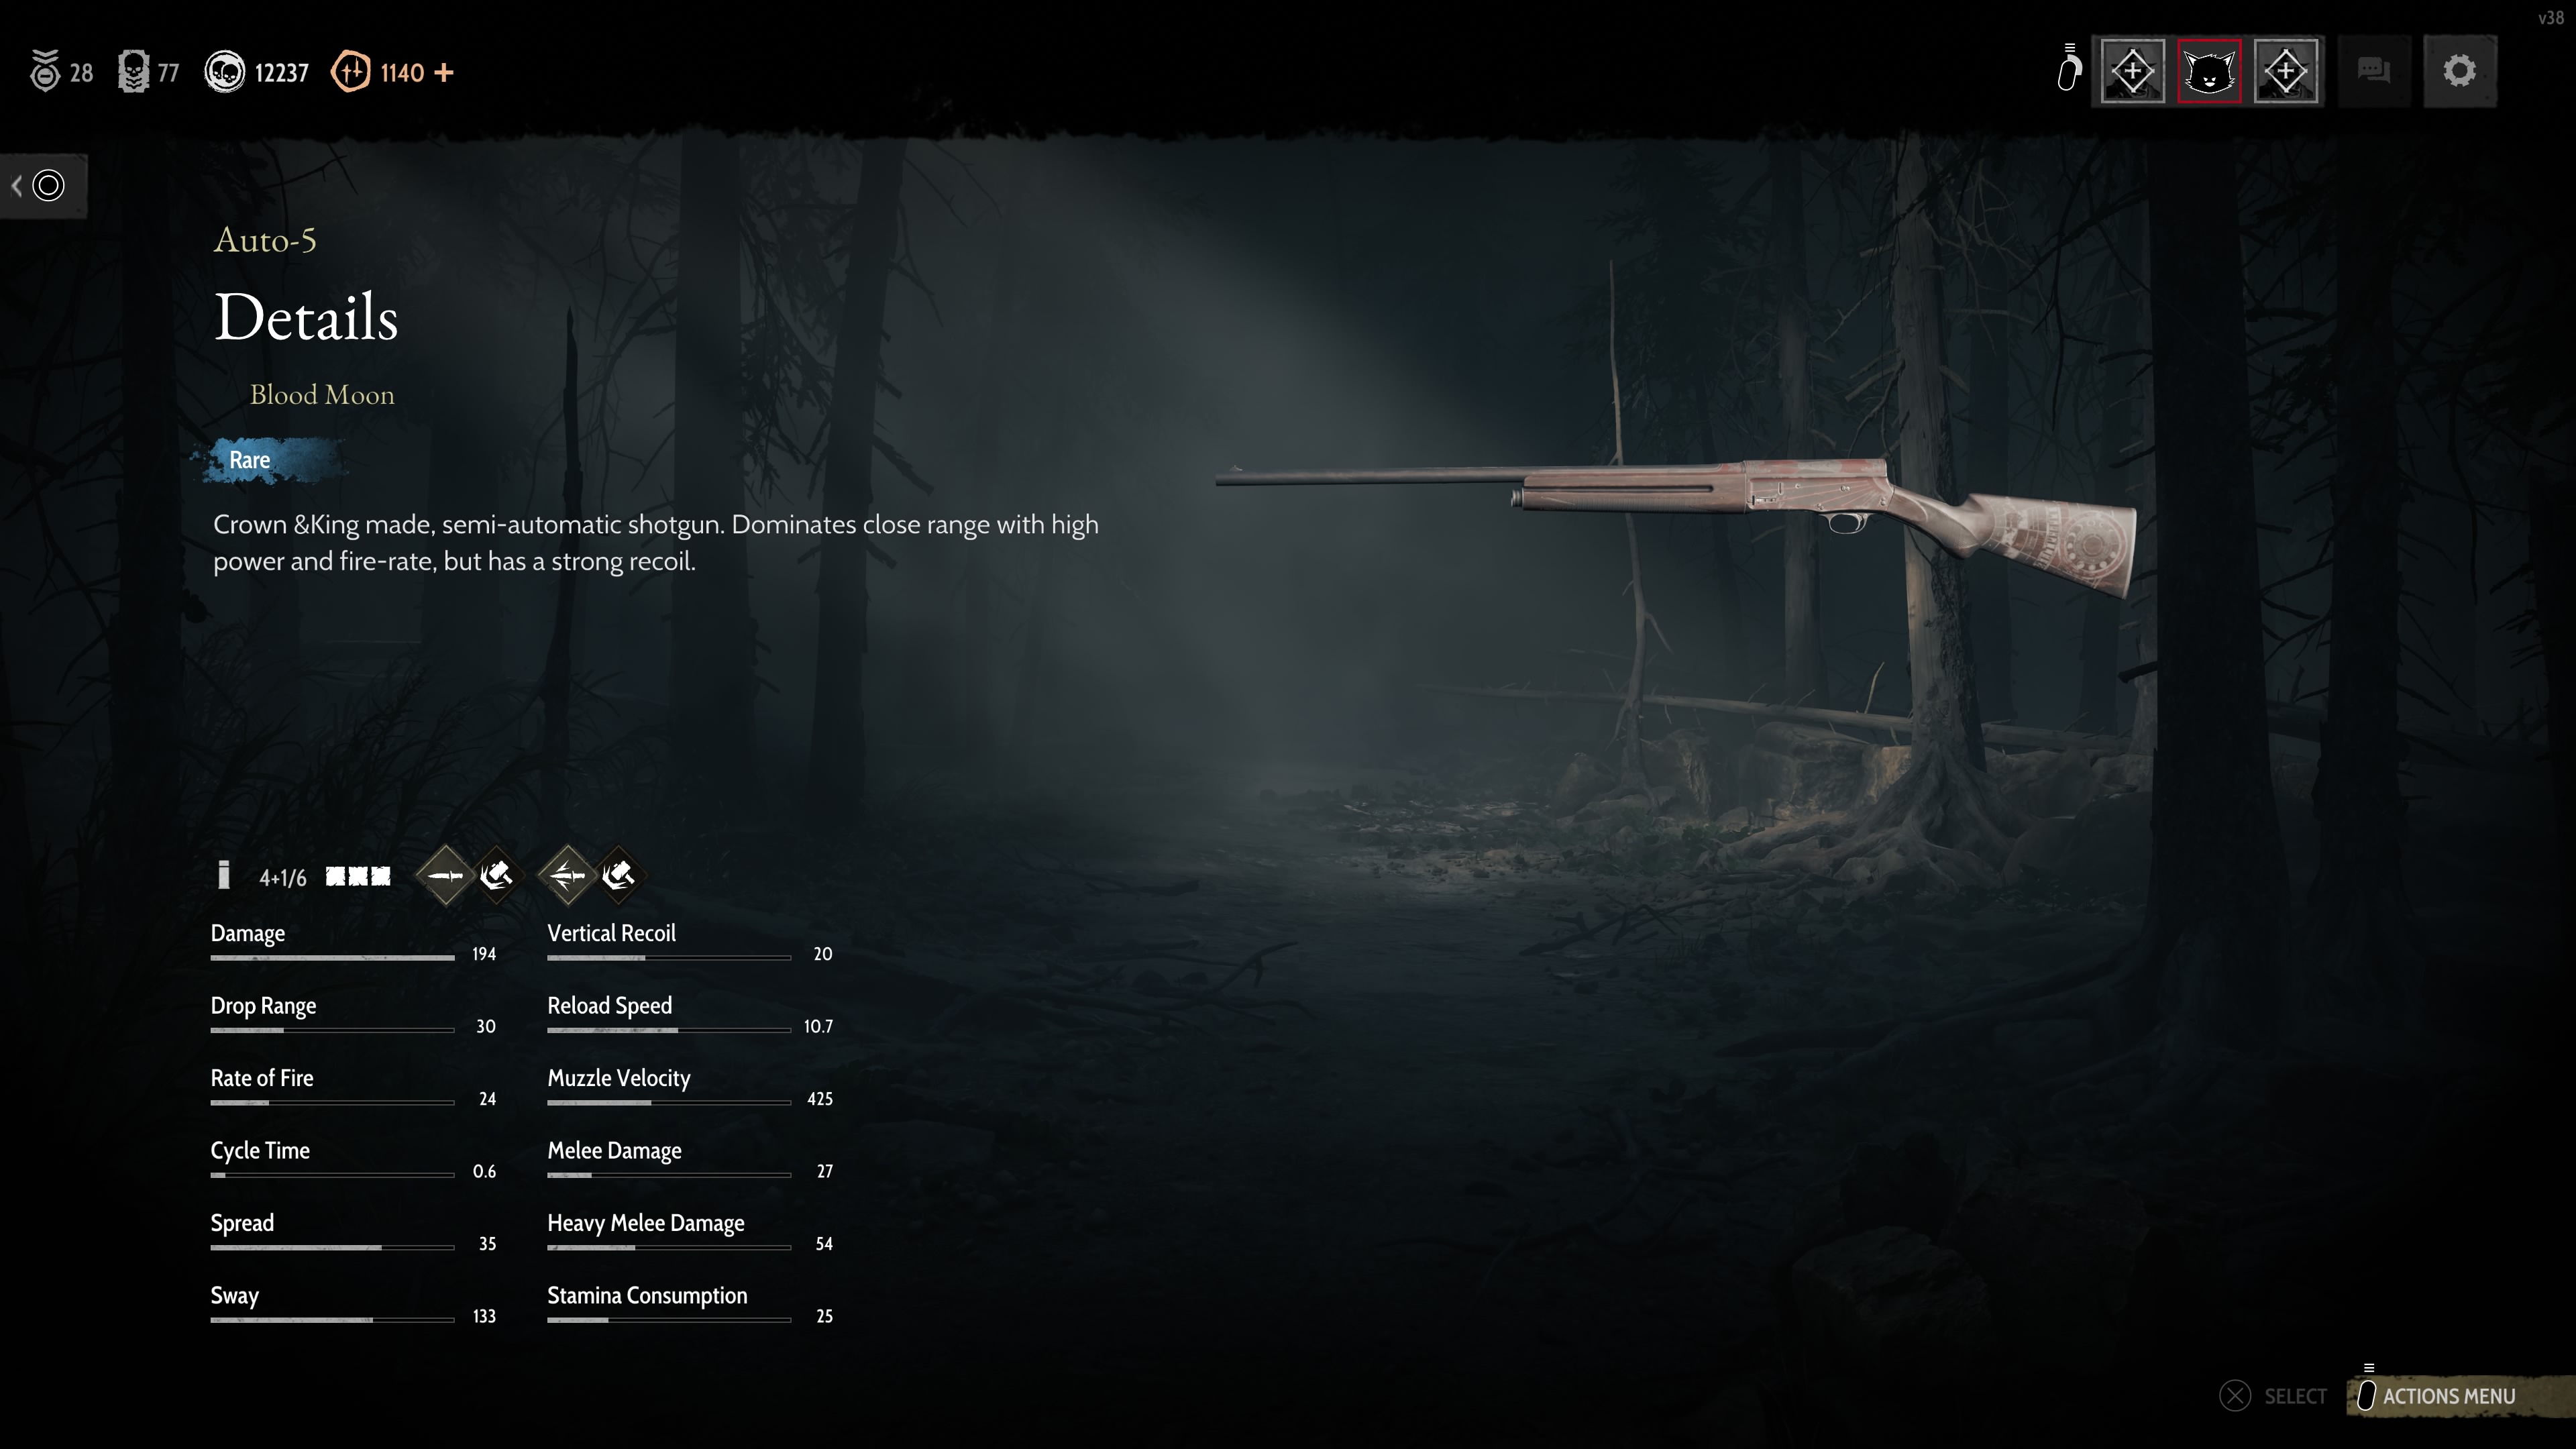 v38
28
77
12237
1140 +
Auto-5
Details
Blood Moon
Rare
Crown &King made, semi-automatic shotgun. Dominates close range with high
power and fire-rate, but has a strong recoil.
4+1/6
Damage 194
Vertical Recoil 20
Drop Range 30
Reload Speed 10.7
Rate of Fire 24
Muzzle Velocity 425
Cycle Time 0.6
Melee Damage 27
Spread 35
Heavy Melee Damage 54
Sway 133
Stamina Consumption 25
SELECT
ACTIONS MENU